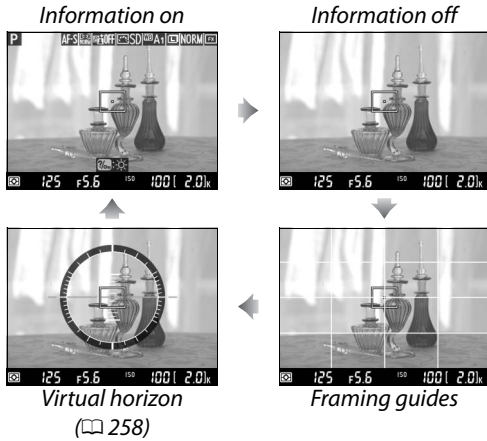 Information on
Information off
P AF-S OFF SD A1 L NORM FX
125 F5.6 ISO 100 [ 2.0]K
125 F5.6 ISO 100 [ 2.0]K
125 F5.6 ISO 100 [ 2.0]K
125 F5.6 ISO 100 [ 2.0]K
Virtual horizon
Framing guides
(258)